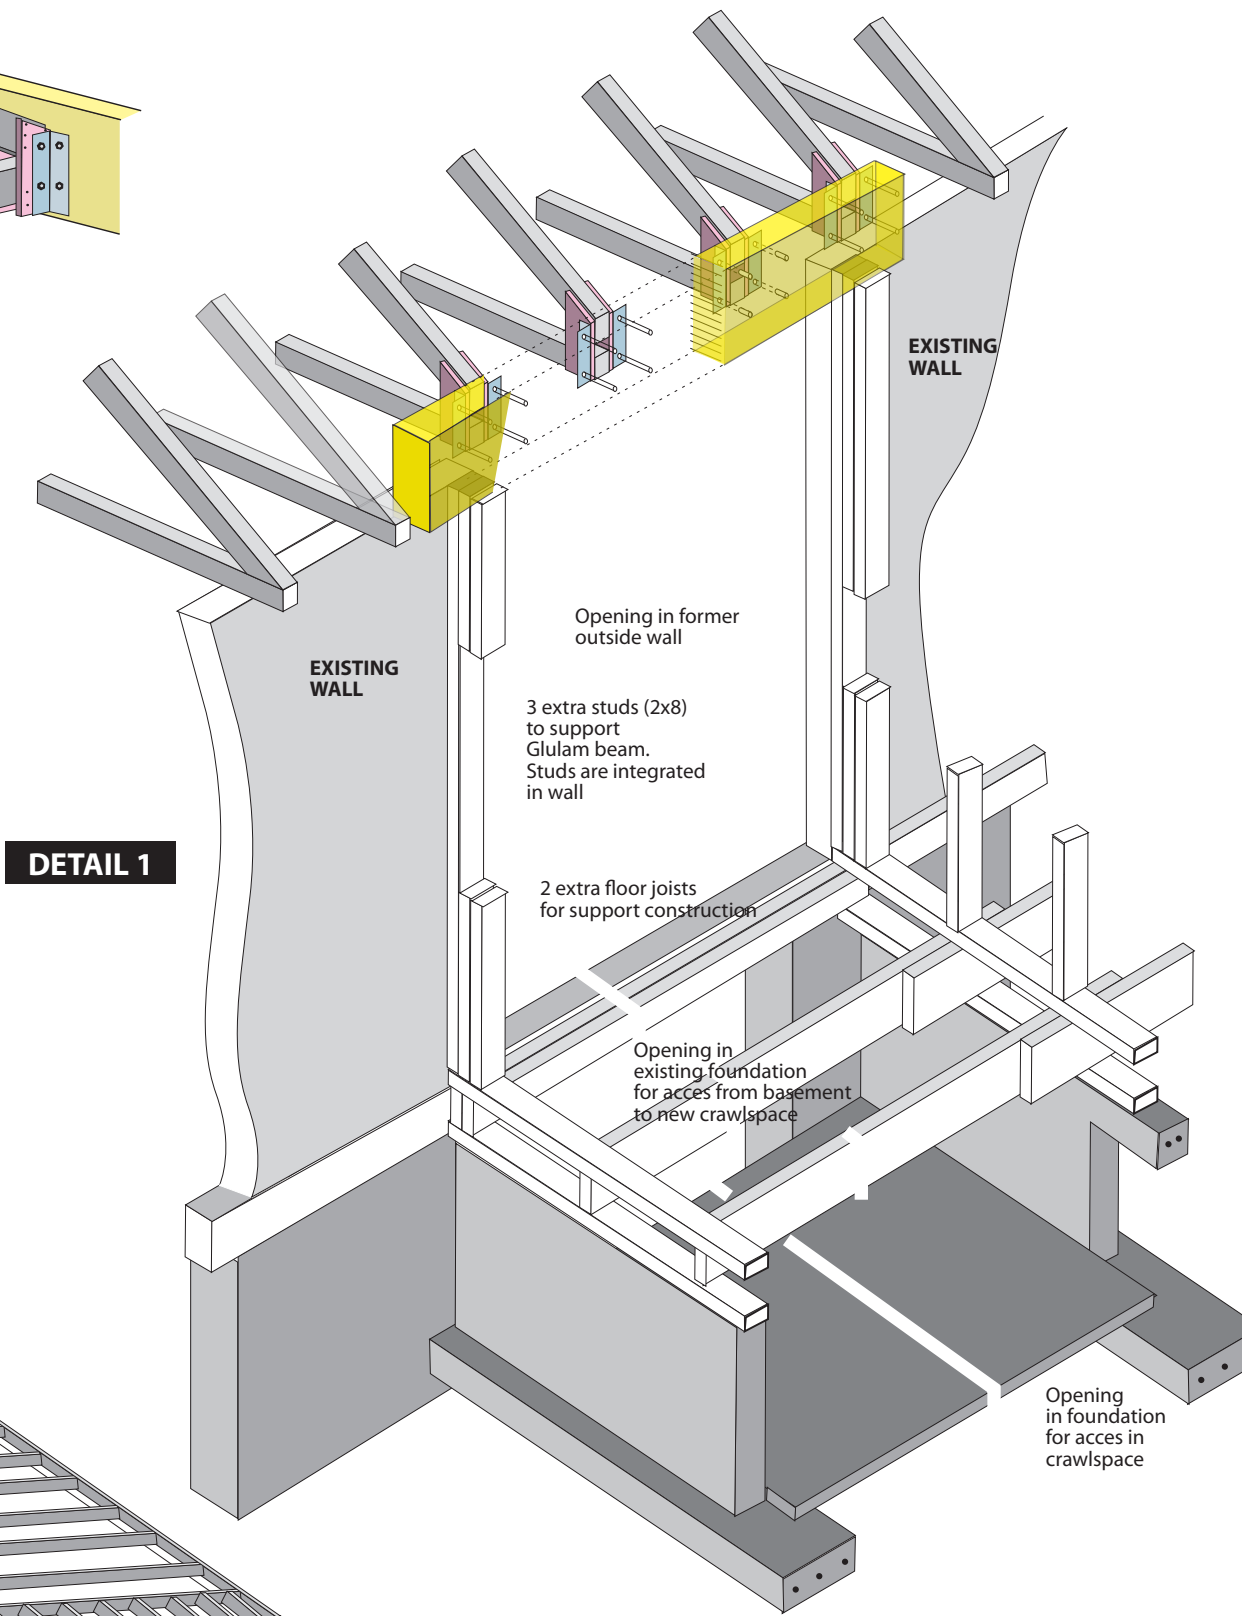 EXISTING
WALL
Opening in former
outside wall
EXISTING
WALL
3 extra studs (2x8)
to support
Glulam beam.
Studs are integrated
in wall
DETAIL 1
2 extra floor joists
for support construction
Opening in
existing foundation
for acces from basement
to new crawlspace
Opening
in foundation
for acces in
crawlspace